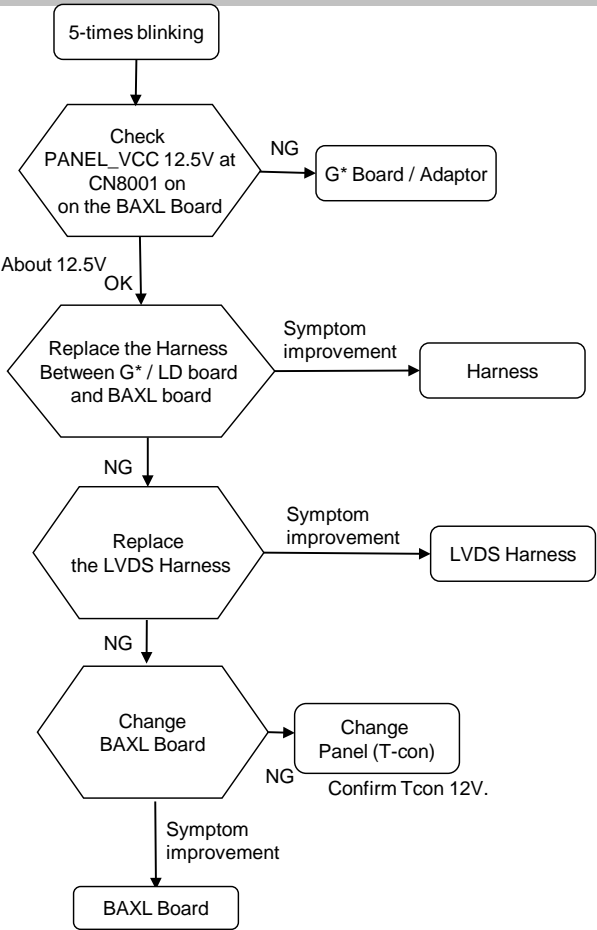 5-times blinking
Check
PANEL_VCC 12.5V at
CN8001 on
on the BAXL Board
NG
G* Board / Adaptor
About 12.5V
OK
Replace the Harness
Between G* / LD board
and BAXL board
Symptom
improvement
Harness
NG
Replace
the LVDS Harness
Symptom
improvement
LVDS Harness
NG
Change
BAXL Board
NG
Change
Panel (T-con)
Confirm Tcon 12V.
Symptom
improvement
BAXL Board